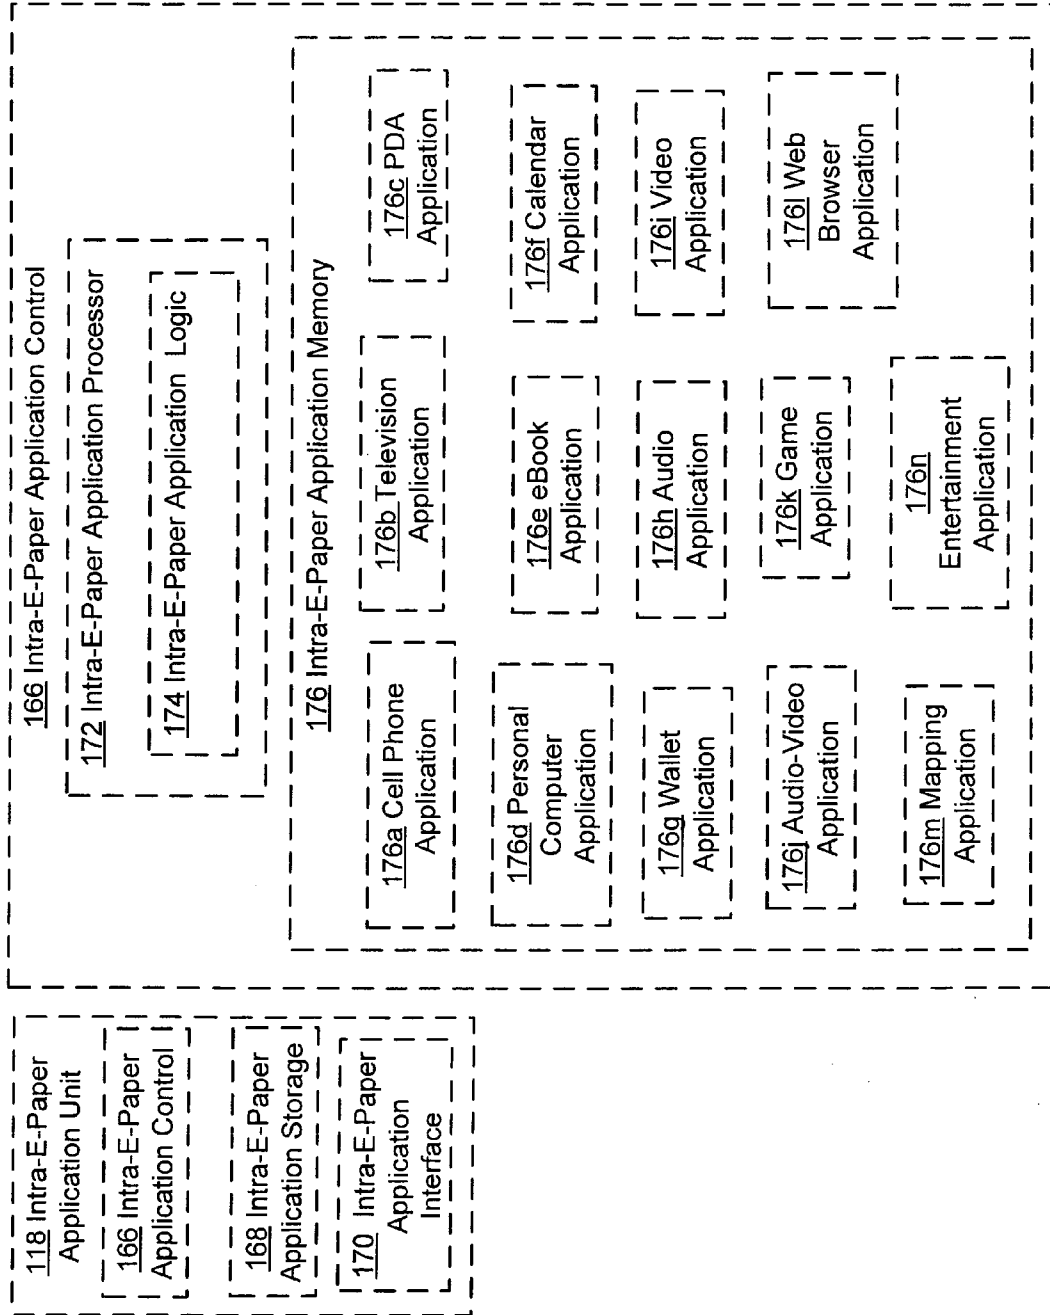 118 Intra-E-Paper
Application Unit
166 Intra-E-Paper
Application Control
168 Intra-E-Paper
Application Storage
170 Intra-E-Paper
Application
Interface
166 Intra-E-Paper Application Control
172 Intra-E-Paper Application Processor
174 Intra-E-Paper Application Logic
176 Intra-E-Paper Application Memory
176a Cell Phone
Application
176b Television
Application
176c PDA
Application
176d Personal
Computer
Application
176e eBook
Application
176f Calendar
Application
176g Wallet
Application
176h Audio
Application
176i Video
Application
176j Audio-Video
Application
176k Game
Application
176l Web
Browser
Application
176m Mapping
Application
176n
Entertainment
Application